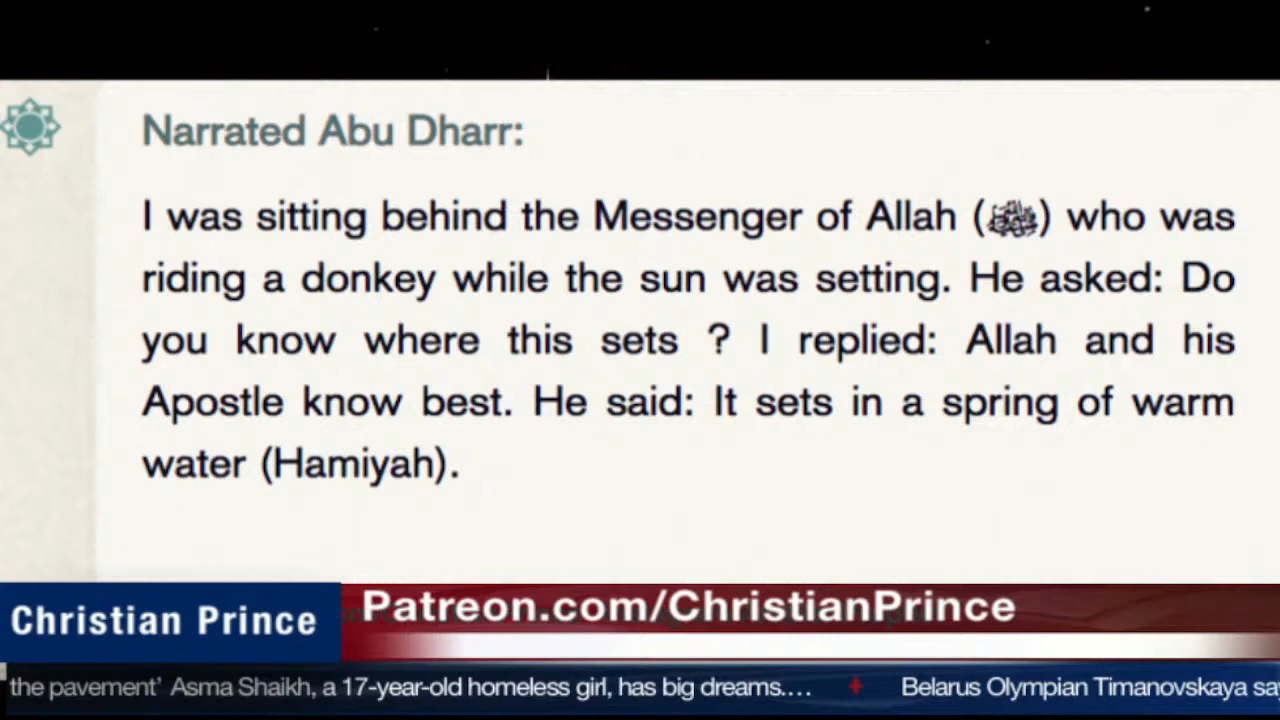 Narrated Abu Dharr:
I was sitting behind the Messenger of Allah (ﷺ) who was
riding a donkey while the sun was setting. He asked: Do
you know where this sets ? I replied: Allah and his
Apostle know best. He said: It sets in a spring of warm
water (Hamiyah).
Christian Prince
Patreon.com/ChristianPrince
the pavement’ Asma Shaikh, a 17-year-old homeless girl, has big dreams.... Belarus Olympian Timanovskaya